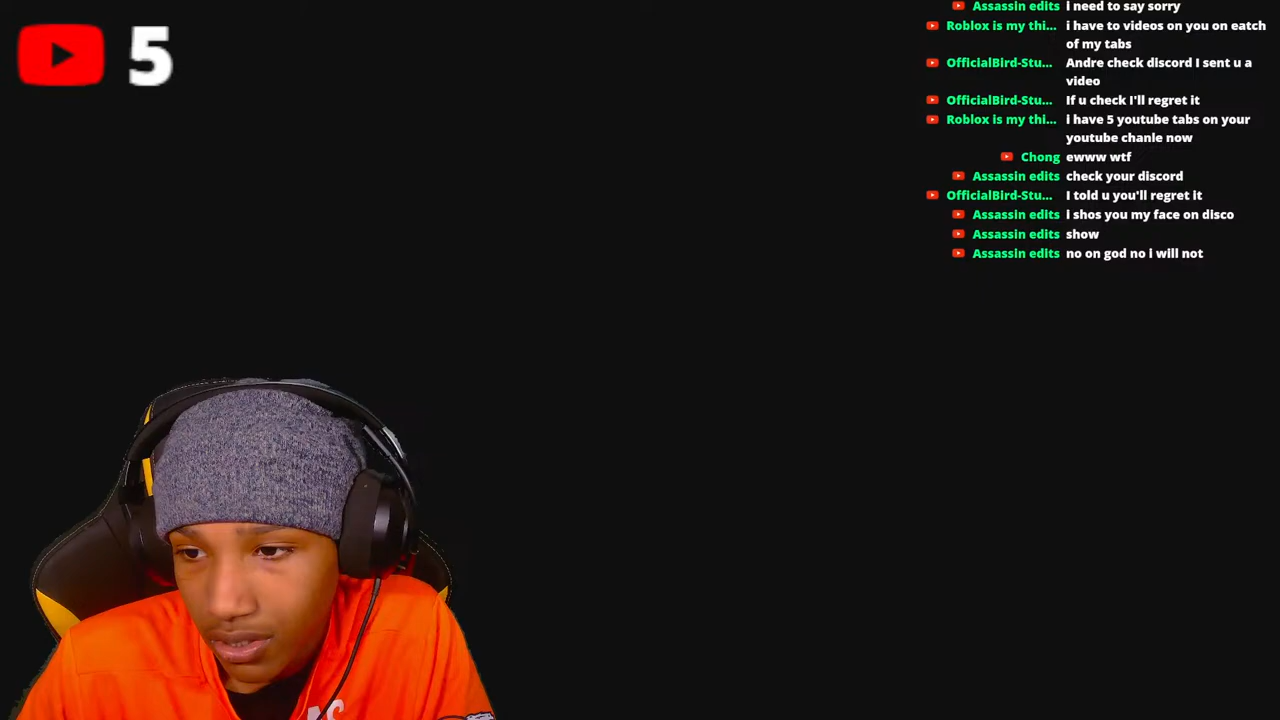 5
Assassin edits i need to say sorry
Roblox is my thi... i have to videos on you on eatch
of my tabs
OfficialBird-Stu... Andre check discord I sent u a
video
OfficialBird-Stu... If u check I'll regret it
Roblox is my thi... i have 5 youtube tabs on your
youtube chanle now
Chong ewww wtf
Assassin edits check your discord
OfficialBird-Stu... I told u you'll regret it
Assassin edits i shos you my face on disco
Assassin edits show
Assassin edits no on god no i will not